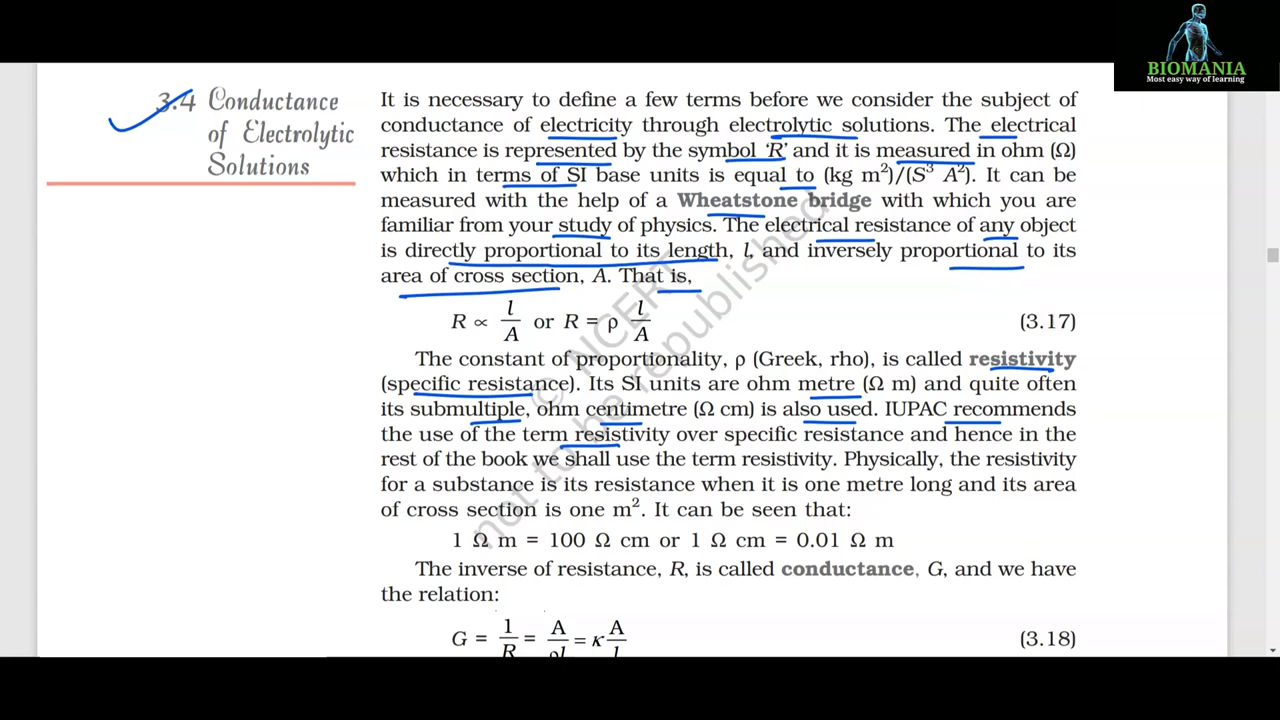 BIOMANIA
Most easy way of learning
3.4 Conductance
of Electrolytic
Solutions
It is necessary to define a few terms before we consider the subject of
conductance of electricity through electrolytic solutions. The electrical
resistance is represented by the symbol ‘R’ and it is measured in ohm (Ω)
which in terms of SI base units is equal to (kg m²)/(S³ A²). It can be
measured with the help of a Wheatstone bridge with which you are
familiar from your study of physics. The electrical resistance of any object
is directly proportional to its length, l, and inversely proportional to its
area of cross section, A. That is,
R ∝ l/A or R = ρ l/A (3.17)
The constant of proportionality, ρ (Greek, rho), is called resistivity
(specific resistance). Its SI units are ohm metre (Ω m) and quite often
its submultiple, ohm centimetre (Ω cm) is also used. IUPAC recommends
the use of the term resistivity over specific resistance and hence in the
rest of the book we shall use the term resistivity. Physically, the resistivity
for a substance is its resistance when it is one metre long and its area
of cross section is one m². It can be seen that:
1 Ω m = 100 Ω cm or 1 Ω cm = 0.01 Ω m
The inverse of resistance, R, is called conductance, G, and we have
the relation:
G = 1/R = A/ρl = κ A/l (3.18)
© NCERT
not to be republished